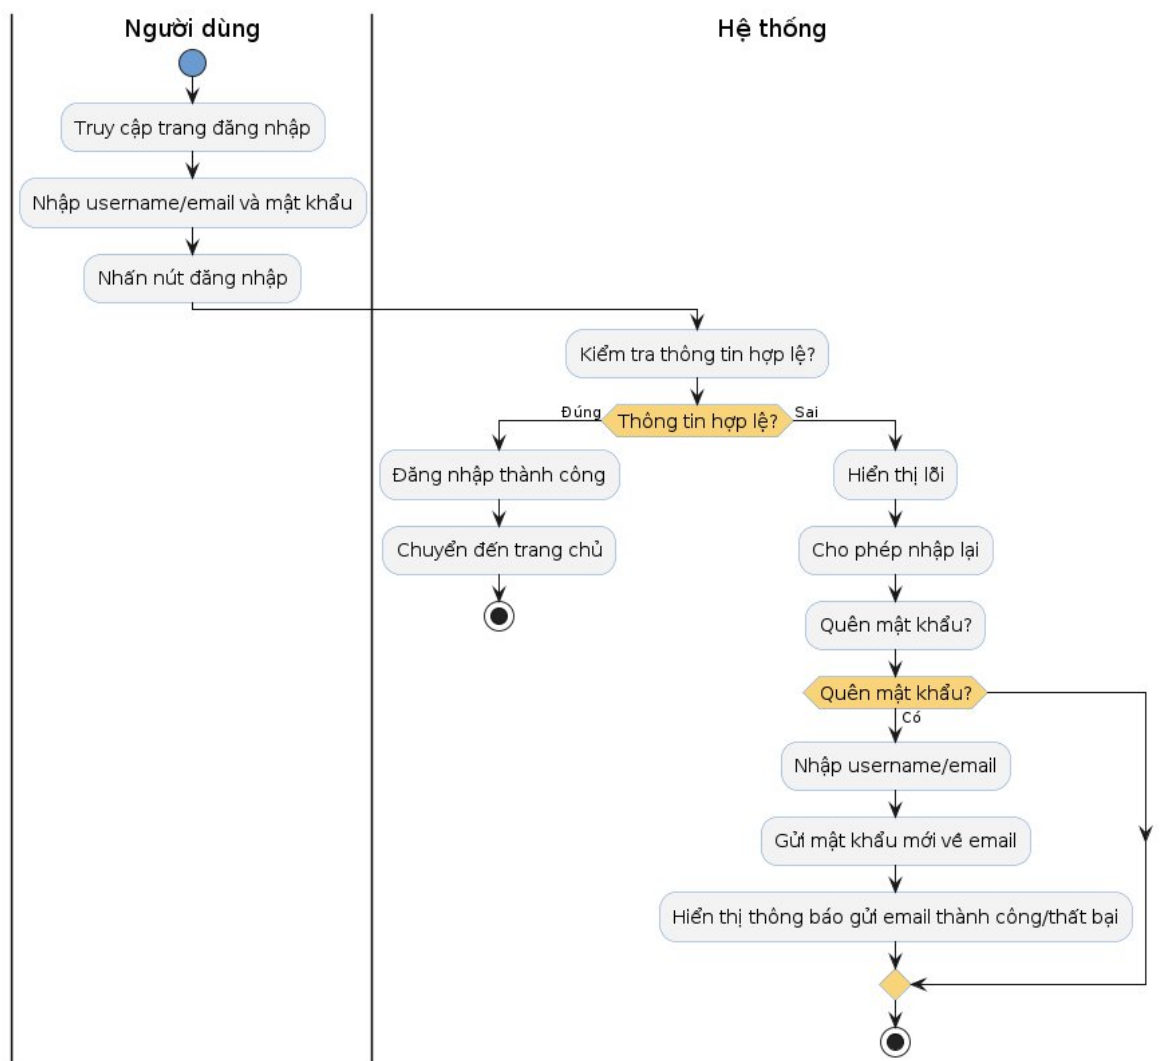 Người dùng
Hệ thống
Truy cập trang đăng nhập
Nhập username/email và mật khẩu
Nhấn nút đăng nhập
Kiểm tra thông tin hợp lệ?
Đúng
Thông tin hợp lệ?
Sai
Đăng nhập thành công
Hiển thị lỗi
Chuyển đến trang chủ
Cho phép nhập lại
Quên mật khẩu?
Quên mật khẩu?
Có
Nhập username/email
Gửi mật khẩu mới về email
Hiển thị thông báo gửi email thành công/thất bại